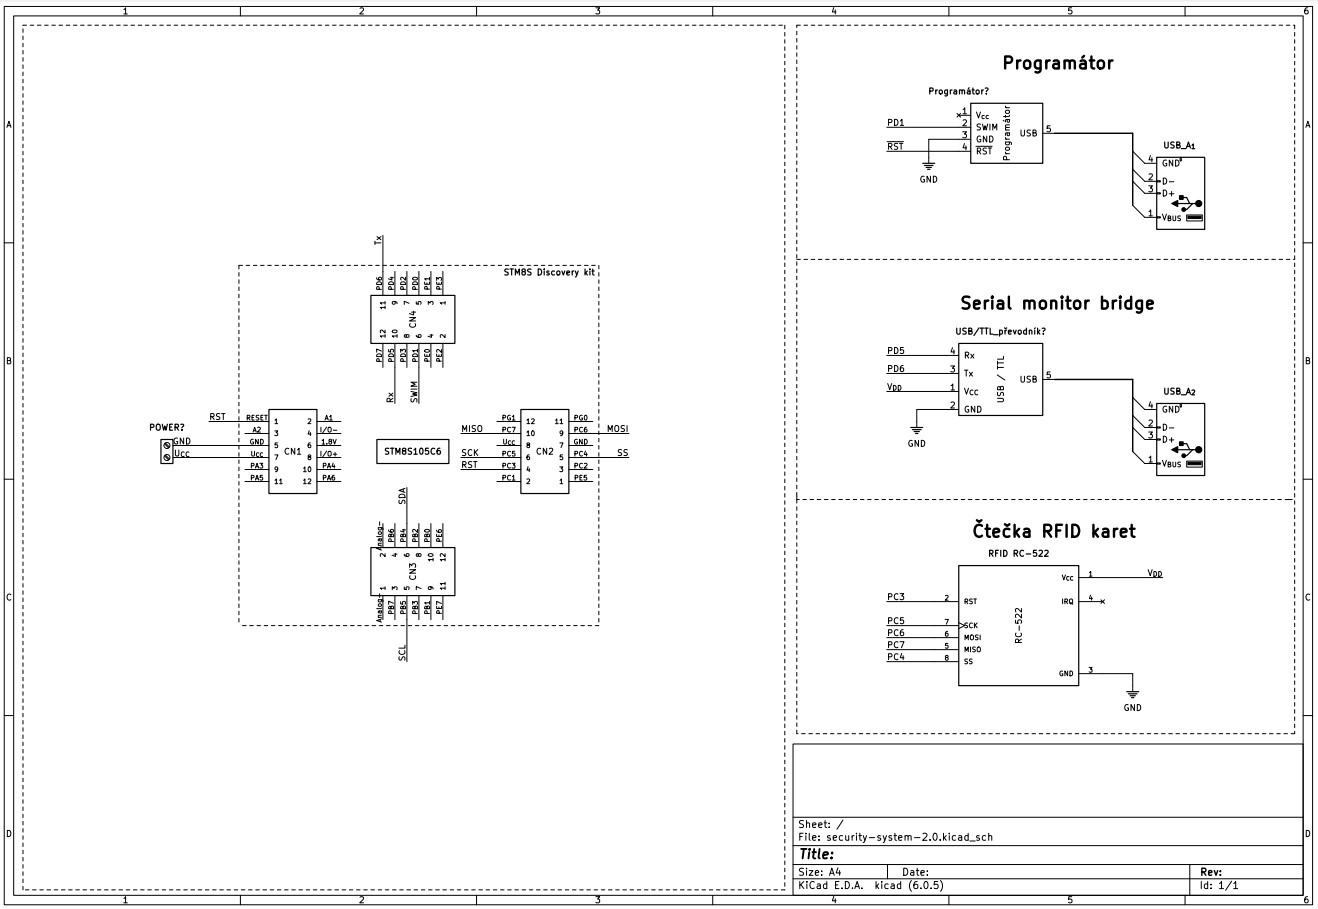 1
2
3
4
5
6
A
B
C
D
Programátor
Programátor?
1
Vcc
PD1
2
SWIM
3
GND
RST
4
RST
Programátor
USB
5
GND
USB_A1
4
GND
2
D-
3
D+
1
VBUS
Serial monitor bridge
USB/TTL_převodník?
PD5
4
Rx
PD6
3
Tx
VDD
1
Vcc
2
GND
USB / TTL
USB
5
GND
USB_A2
4
GND
2
D-
3
D+
1
VBUS
Čtečka RFID karet
RFID RC-522
Vcc
1
VDD
PC3
2
RST
IRQ
4
PC5
7
SCK
PC6
6
MOSI
PC7
5
MISO
PC4
8
SS
RC-522
GND
3
GND
STM8S Discovery kit
Tx
PD6
PD4
PD2
PD0
PE1
PE3
11
9
7
5
3
1
CN4
12
10
8
6
4
2
PD7
PD5
PD3
PD1
PE0
PE2
Rx
SWIM
POWER?
GND
Ucc
RST
RESET
1
2
A1
A2
3
4
I/O-
GND
5
6
1.8V
Ucc
7
8
I/O+
PA3
9
10
PA4
PA5
11
12
PA6
CN1
STM8S105C6
PG1
12
11
PG0
MISO
PC7
10
9
PC6
MOSI
Ucc
8
7
GND
SCK
PC5
6
5
PC4
SS
RST
PC3
4
3
PC2
PC1
2
1
PE5
CN2
SDA
Analog-
PB6
PB4
PB2
PB0
PE6
2
4
6
8
10
12
CN3
1
3
5
7
9
11
Analog-
PB7
PB5
PB3
PB1
PE7
SCL
Sheet: /
File: security-system-2.0.kicad_sch
Title:
Size: A4
Date:
Rev:
KiCad E.D.A. kicad (6.0.5)
Id: 1/1
A
B
C
D
1
2
3
4
5
6